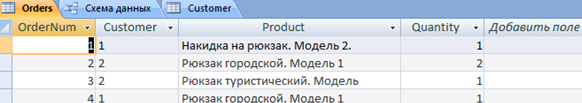 Orders Схема данных Customer
OrderNum Customer Product Quantity Добавить поле
1 1 Накидка на рюкзак. Модель 2. 1
2 2 Рюкзак городской. Модель 1 2
3 2 Рюкзак туристический. Модель 1
4 1 Рюкзак городской. Модель 1 1